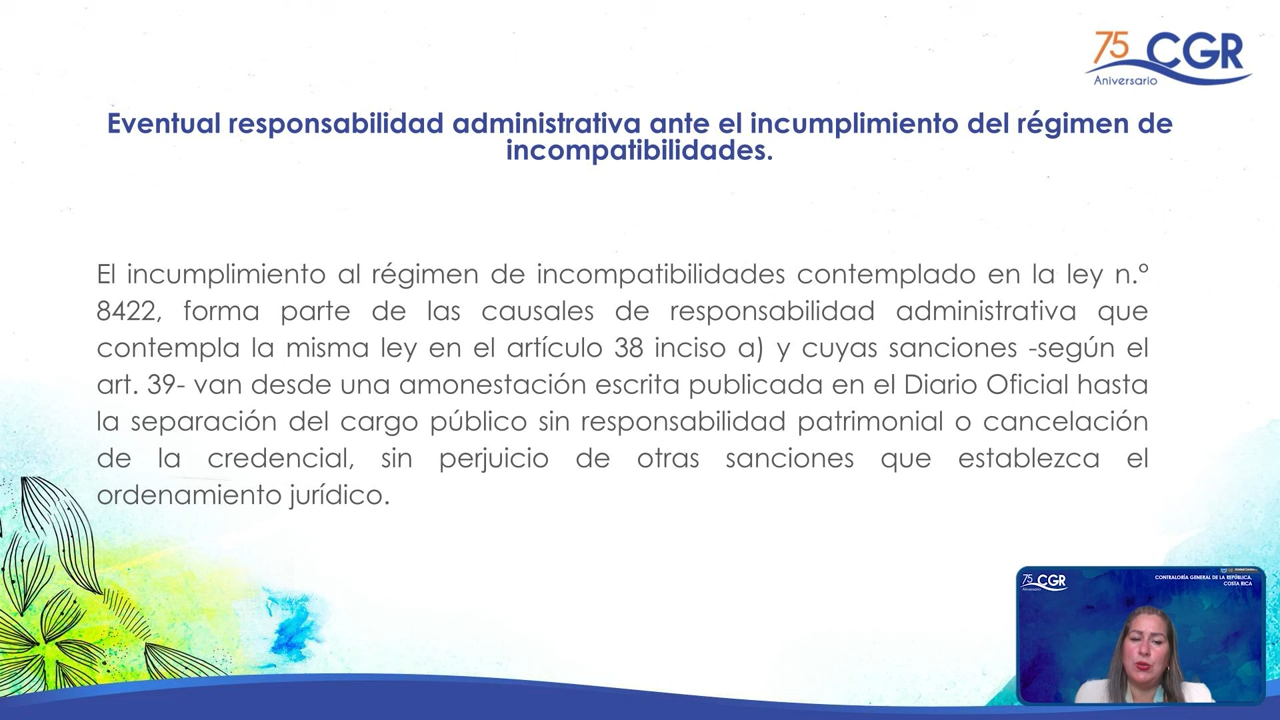 75 CGR
Aniversario
Eventual responsabilidad administrativa ante el incumplimiento del régimen de
incompatibilidades.
El incumplimiento al régimen de incompatibilidades contemplado en la ley n.°
8422, forma parte de las causales de responsabilidad administrativa que
contempla la misma ley en el artículo 38 inciso a) y cuyas sanciones -según el
art. 39- van desde una amonestación escrita publicada en el Diario Oficial hasta
la separación del cargo público sin responsabilidad patrimonial o cancelación
de la credencial, sin perjuicio de otras sanciones que establezca el
ordenamiento jurídico.
75 CGR
Aniversario
CONTRALORÍA GENERAL DE LA REPÚBLICA,
COSTA RICA